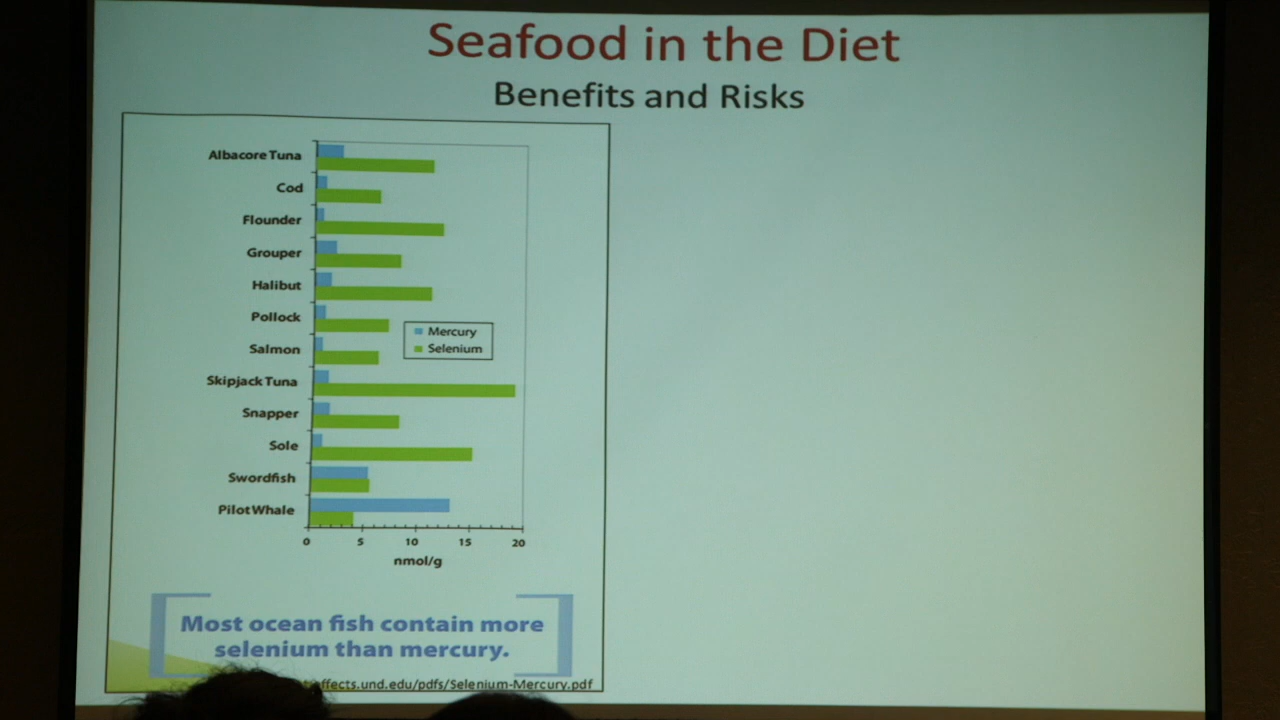 Seafood in the Diet
Benefits and Risks
Albacore Tuna
Cod
Flounder
Grouper
Halibut
Pollock
Salmon
Skipjack Tuna
Snapper
Sole
Swordfish
Pilot Whale
Mercury
Selenium
0 5 10 15 20
nmol/g
Most ocean fish contain more
selenium than mercury.
effects.und.edu/pdfs/Selenium-Mercury.pdf